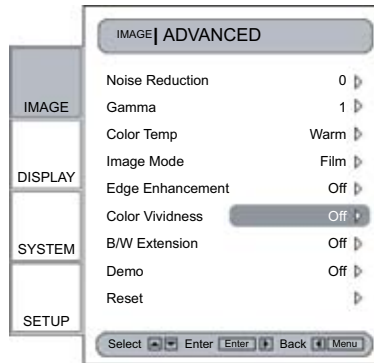 IMAGE| ADVANCED
Noise Reduction 0
Gamma 1
Color Temp Warm
Image Mode Film
Edge Enhancement Off
Color Vividness Off
B/W Extension Off
Demo Off
Reset
IMAGE
DISPLAY
SYSTEM
SETUP
Select Enter Enter Back Menu